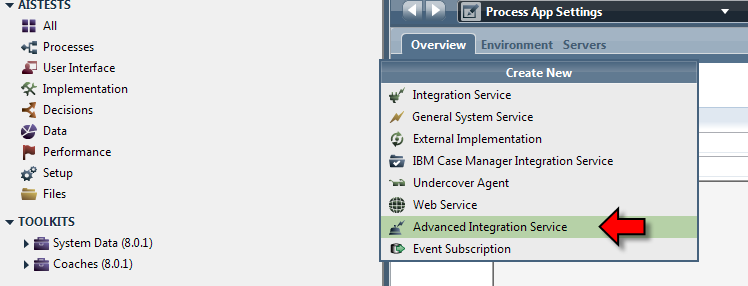 AISTESTS
All
Processes
User Interface
Implementation
Decisions
Data
Performance
Setup
Files
TOOLKITS
System Data (8.0.1)
Coaches (8.0.1)
Process App Settings
Overview Environment Servers
Create New
Integration Service
General System Service
External Implementation
IBM Case Manager Integration Service
Undercover Agent
Web Service
Advanced Integration Service
Event Subscription